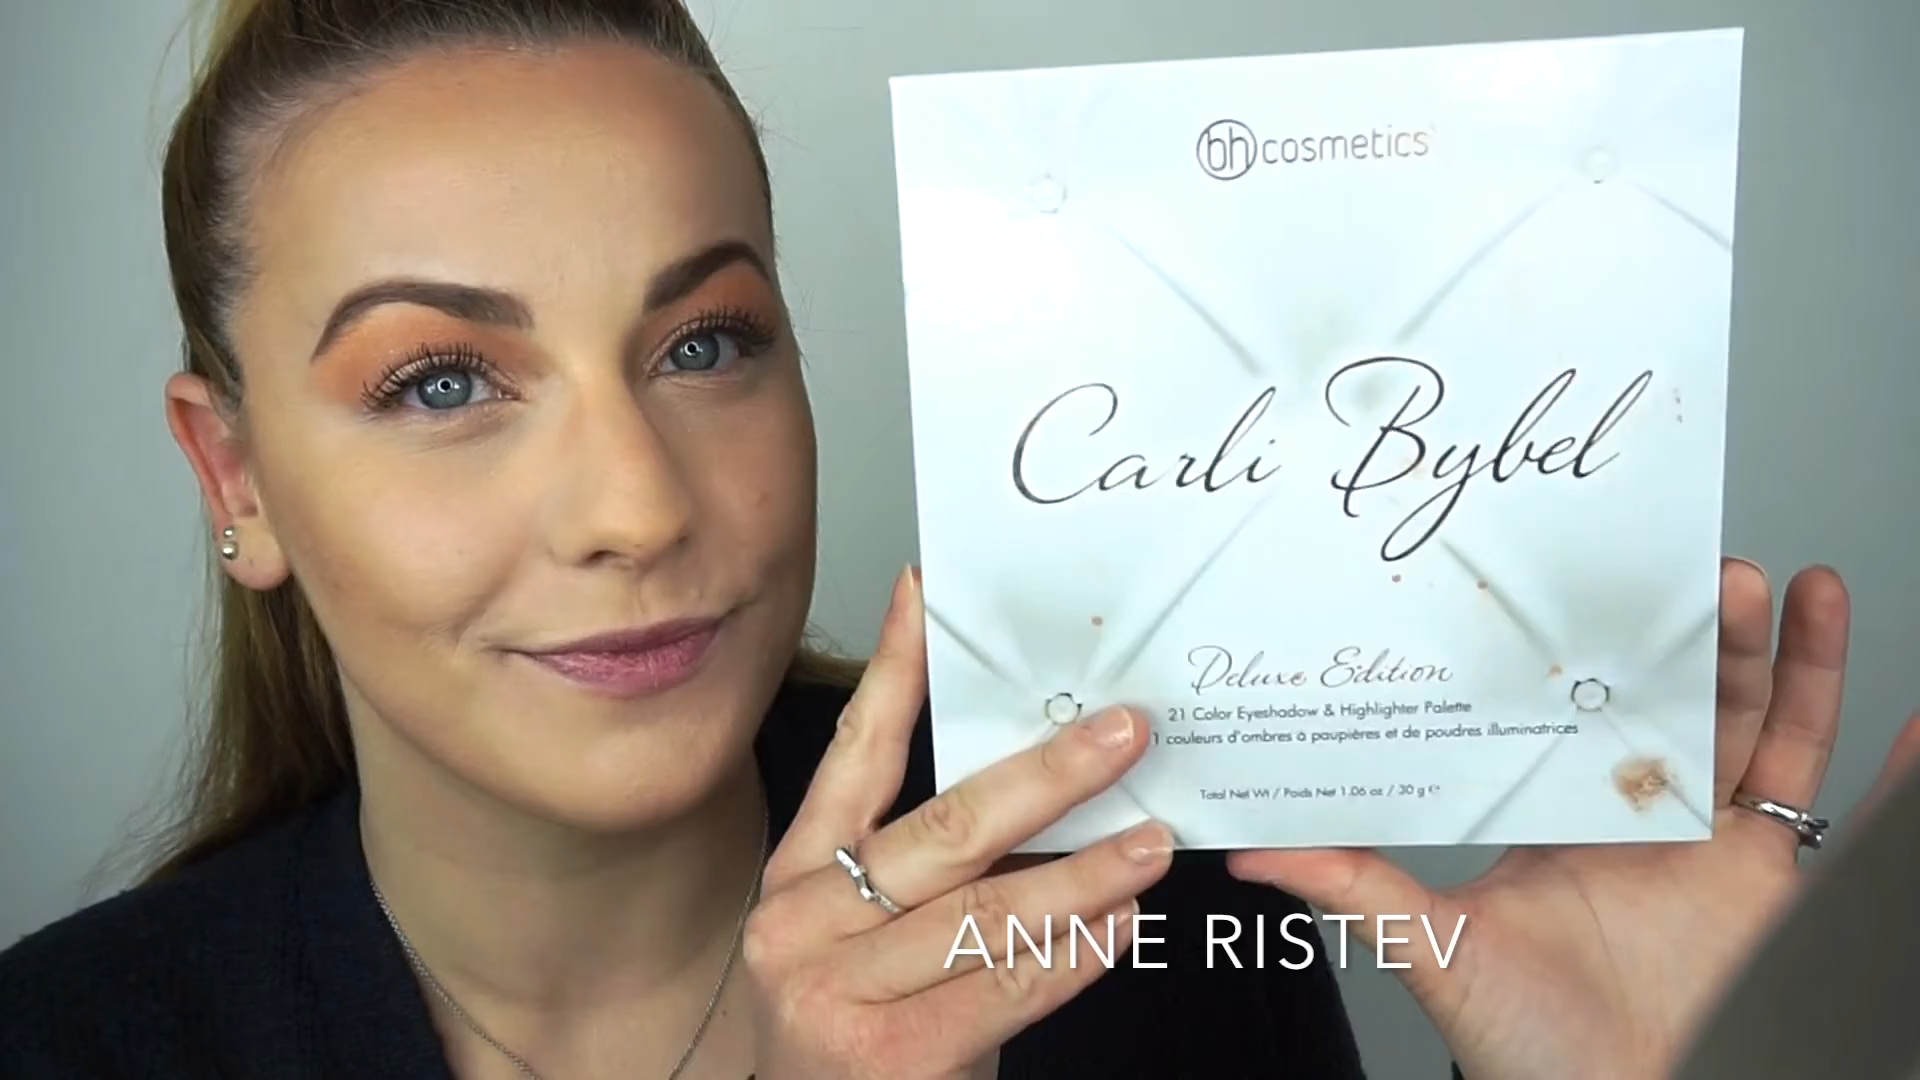 bh cosmetics
Carli Bybel
Deluxe Edition
21 Color Eyeshadow & Highlighter Palette
1 couleurs d'ombres à paupières et de poudres illuminatrices
Total Net Wt / Poids Net 1.06 oz / 30 g ℮
ANNE RISTEV